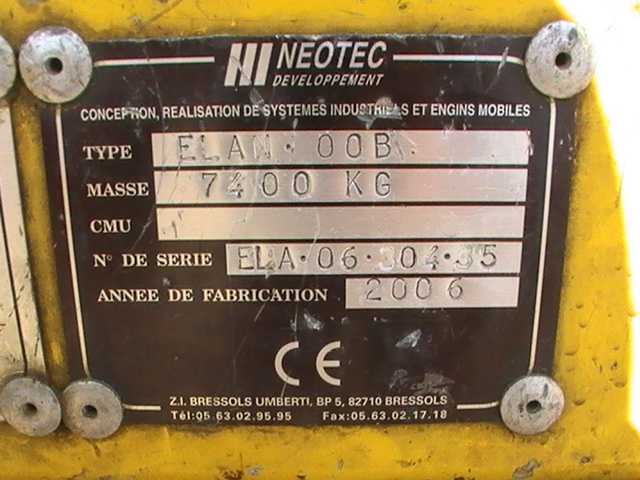 NEOTEC
DEVELOPPEMENT
CONCEPTION, REALISATION DE SYSTEMES INDUSTRIELS ET ENGINS MOBILES
TYPE ELAN · 00B
MASSE 7400 KG
CMU
N° DE SERIE ELA·06·304·35
ANNEE DE FABRICATION 2006
CE
Z.I. BRESSOLS UMBERTI, BP 5, 82710 BRESSOLS
Tél:05.63.02.95.95 Fax:05.63.02.17.18